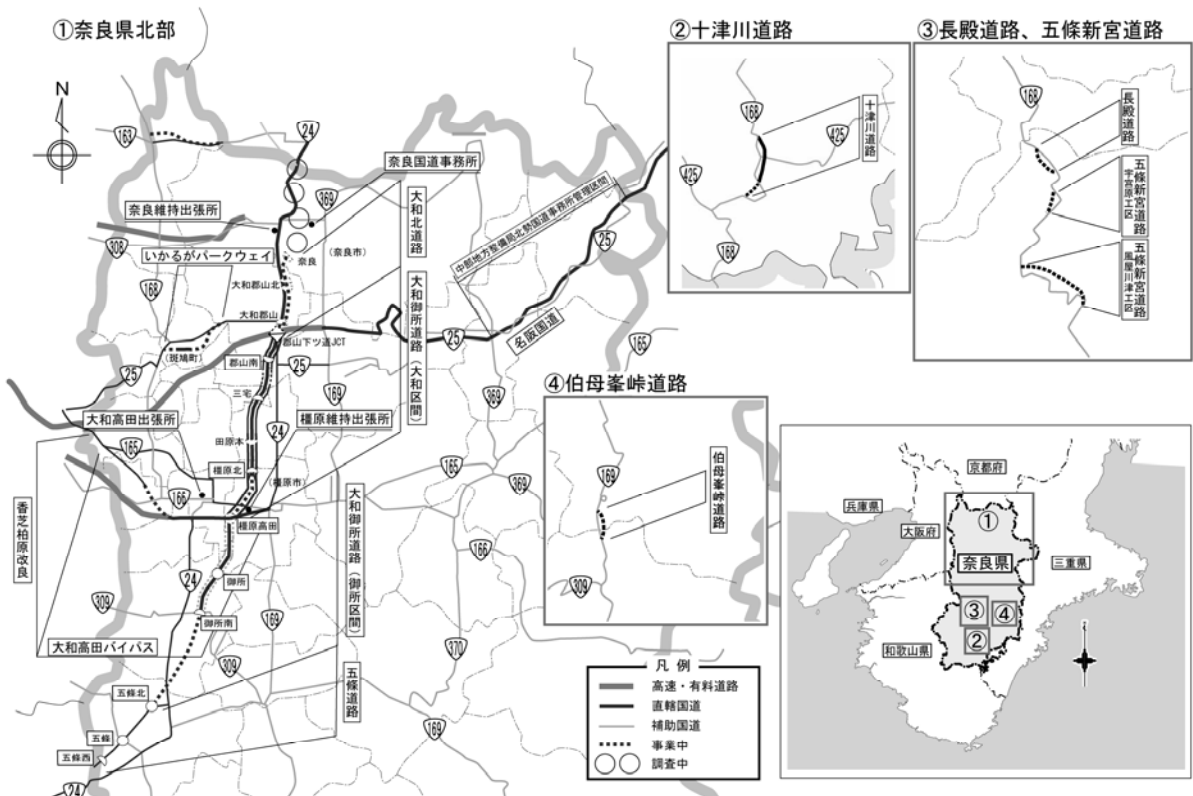 ①奈良県北部
N
163
24
奈良国道事務所
369
奈良維持出張所
308
いかるがパークウェイ
奈良
(奈良市)
大和北道路
168
大和郡山北
大和郡山
(斑鳩町)
郡山下ツ道JCT
中部地方整備局北勢国道事務所管理区間
25
名阪国道
25
165
25
郡山南
25
三宅
169
大和御所道路(大和区間)
369
24
大和高田出張所
橿原維持出張所
165
田原本
橿原北
(橿原市)
166
橿原高田
165
369
166
香芝柏原改良
24
御所
309
御所南
169
大和御所道路(御所区間)
大和高田バイパス
309
370
五條北
五條道路
五條
169
五條西
24
②十津川道路
168
425
十津川道路
425
168
③長殿道路、五條新宮道路
168
長殿道路
五條新宮道路
宇宮原工区
五條新宮道路
風屋川津工区
④伯母峯峠道路
169
伯母峯峠道路
309
凡例
高速・有料道路
直轄国道
補助国道
事業中
調査中
京都府
兵庫県
大阪府
①
奈良県
三重県
③
④
②
和歌山県